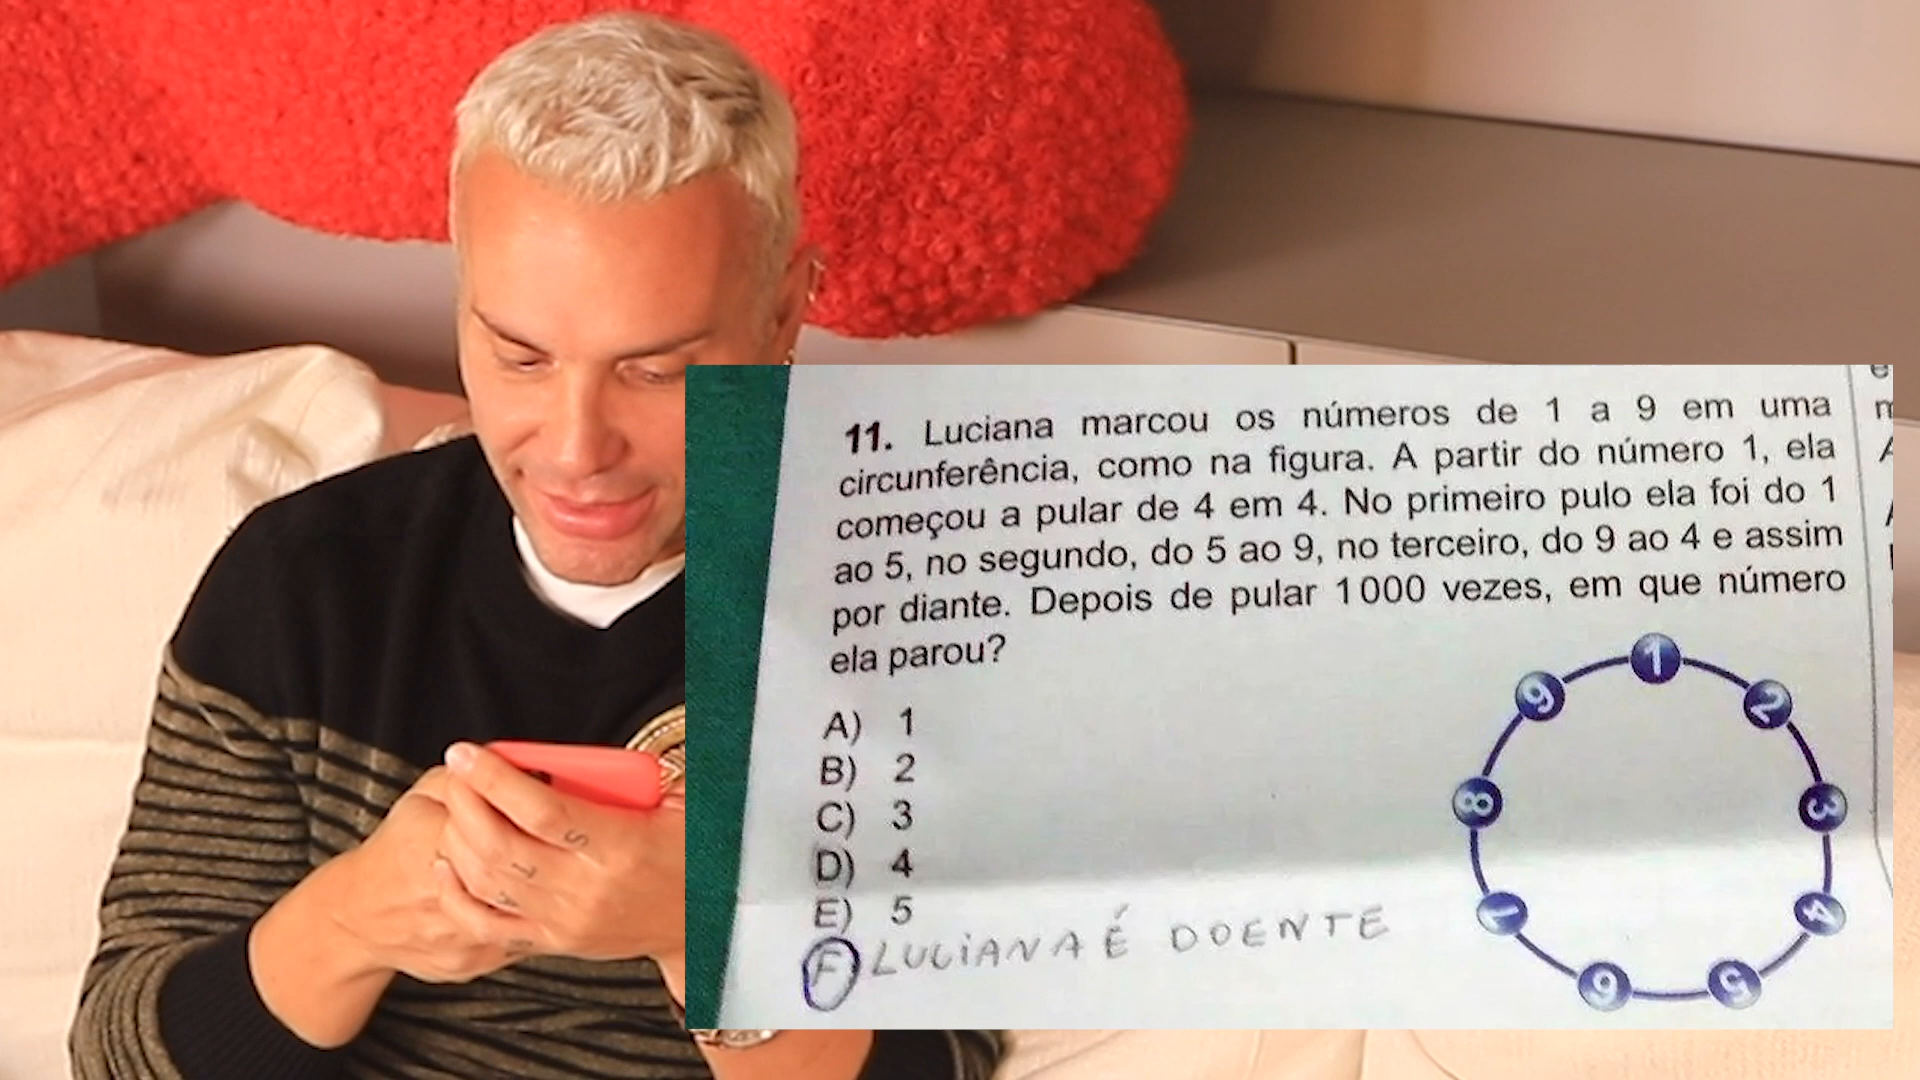 11. Luciana marcou os números de 1 a 9 em uma
circunferência, como na figura. A partir do número 1, ela
começou a pular de 4 em 4. No primeiro pulo ela foi do 1
ao 5, no segundo, do 5 ao 9, no terceiro, do 9 ao 4 e assim
por diante. Depois de pular 1000 vezes, em que número
ela parou?
A) 1
B) 2
C) 3
D) 4
E) 5
F) LUCIANA É DOENTE
1
2
3
4
5
6
7
8
9